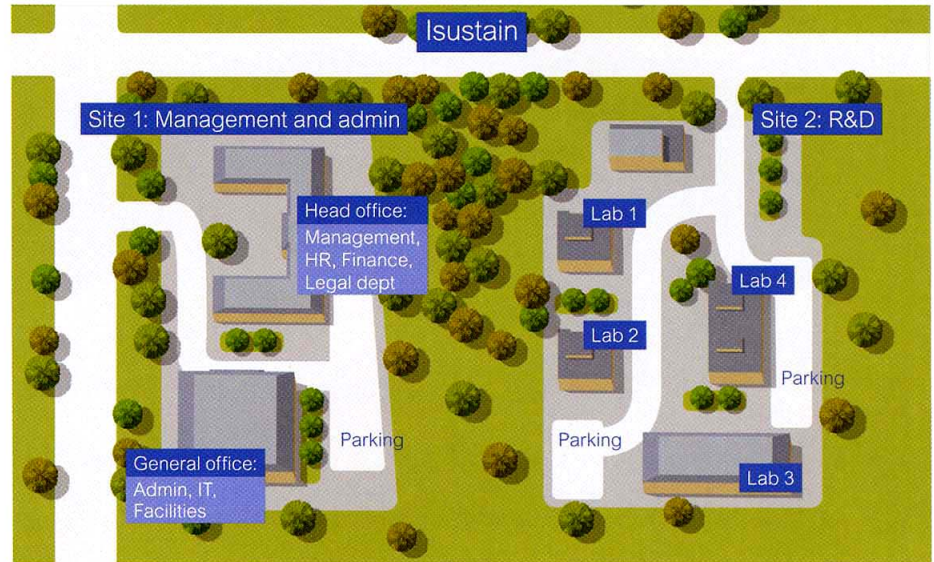 Isustain
Site 1: Management and admin
Site 2: R&D
Head office:
Management,
HR, Finance,
Legal dept
Lab 1
Lab 4
Lab 2
Parking
Parking
Parking
General office:
Admin, IT,
Facilities
Lab 3